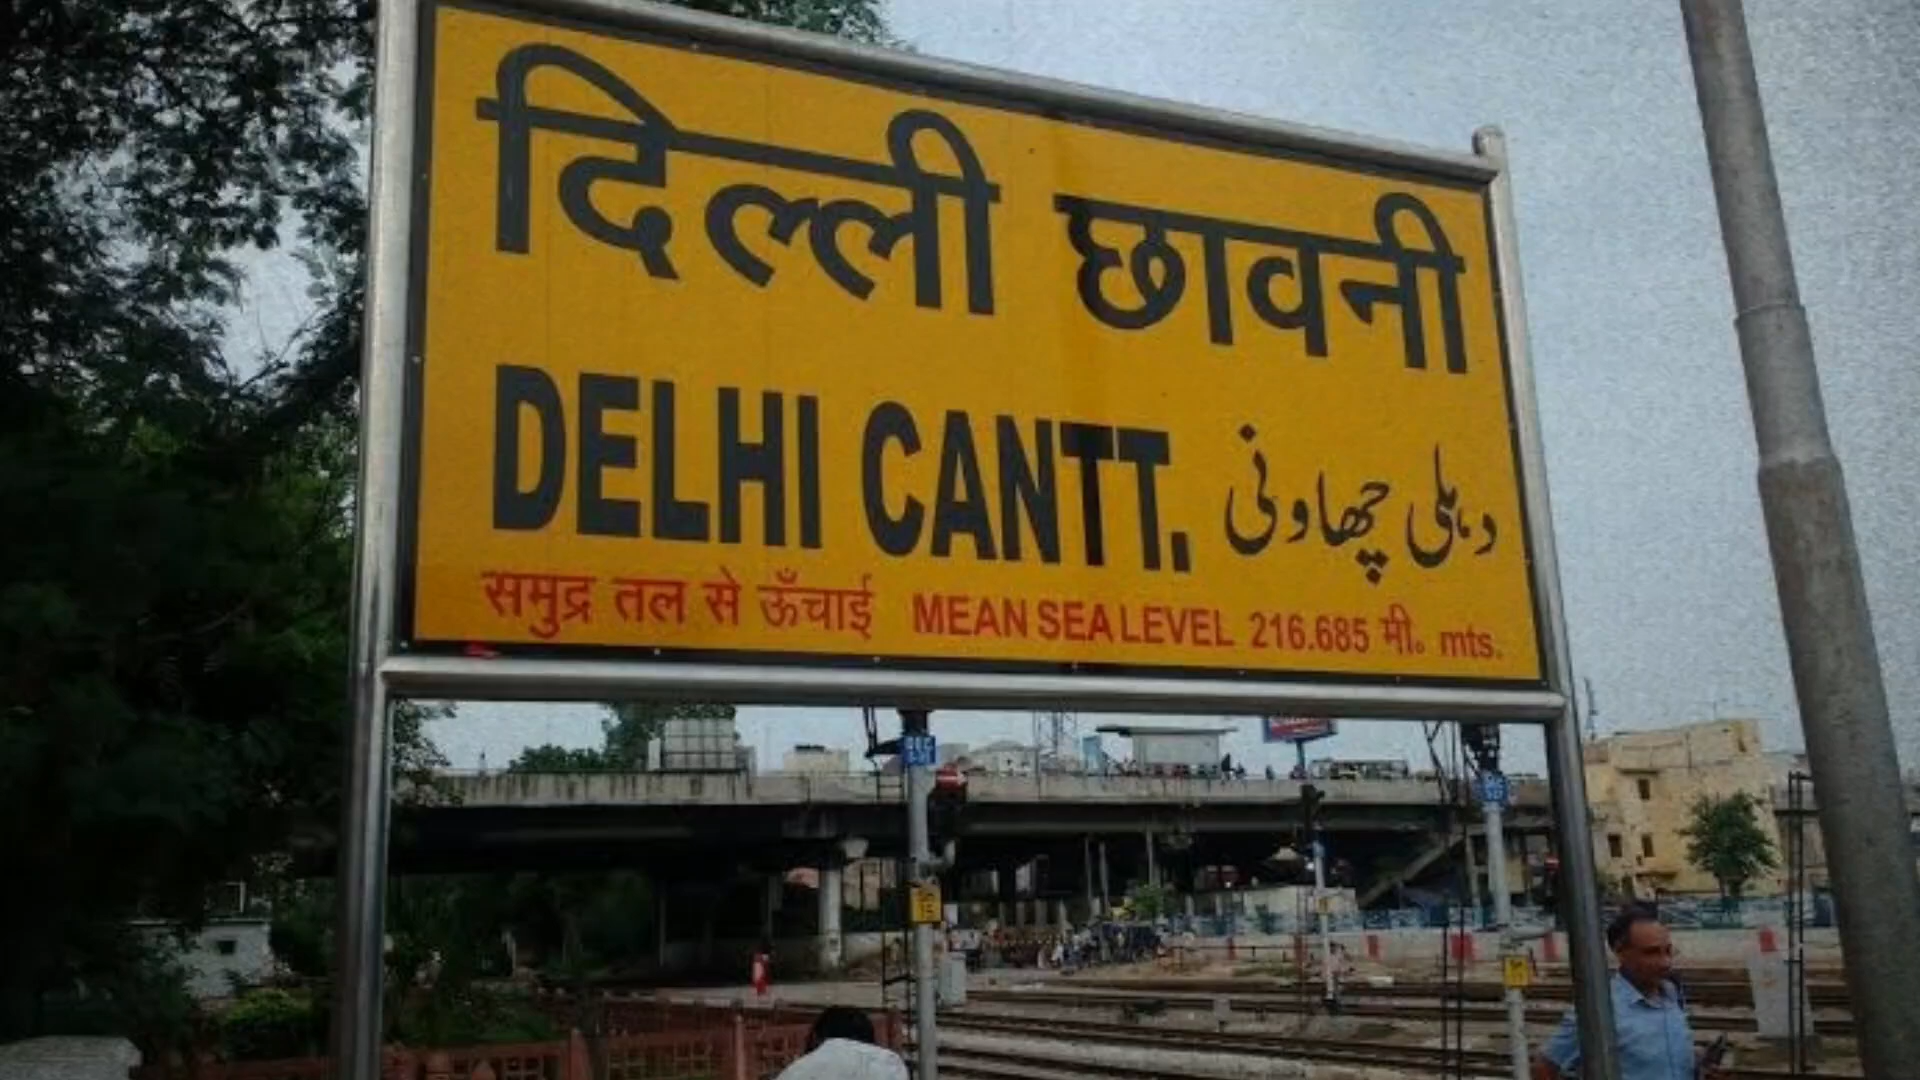 दिल्ली छावनी
DELHI CANTT. دہلی چھاونی
समुद्र तल से ऊँचाई MEAN SEA LEVEL 216.685 मी॰ mts.